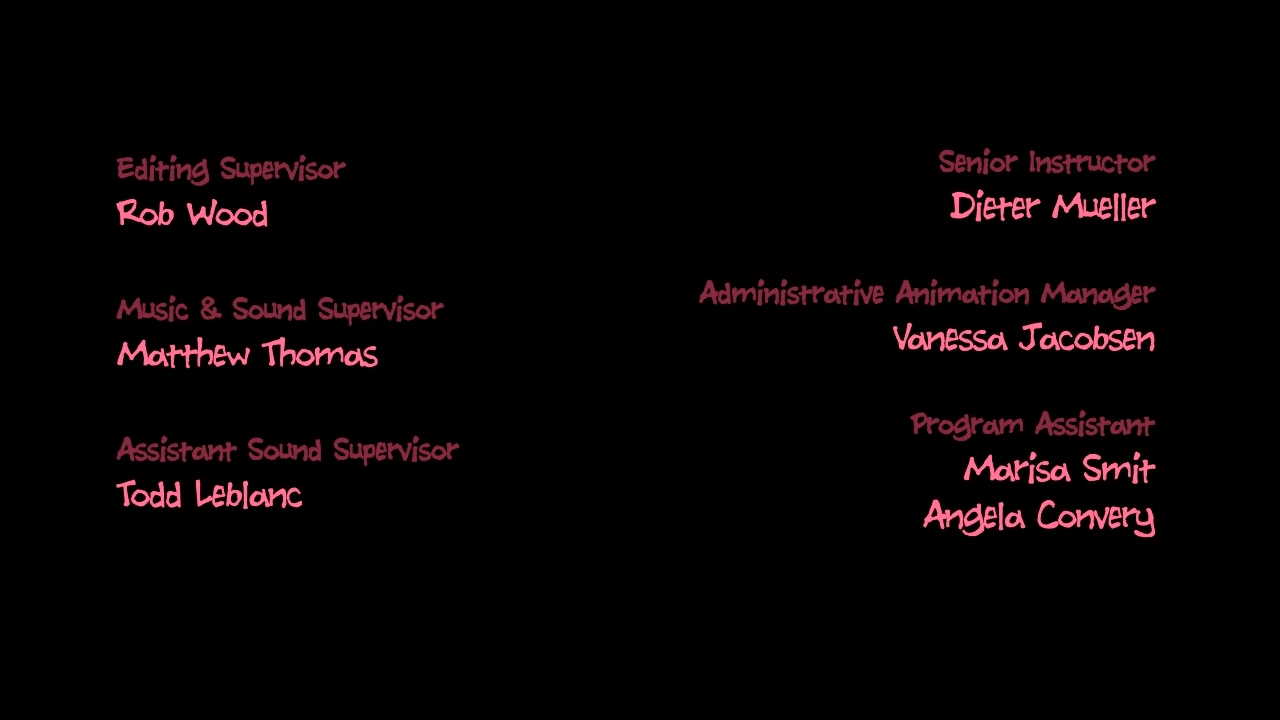 Editing Supervisor
Rob Wood
Music & Sound Supervisor
Matthew Thomas
Assistant Sound Supervisor
Todd Leblanc
Senior Instructor
Dieter Mueller
Administrative Animation Manager
Vanessa Jacobsen
Program Assistant
Marisa Smit
Angela Convery